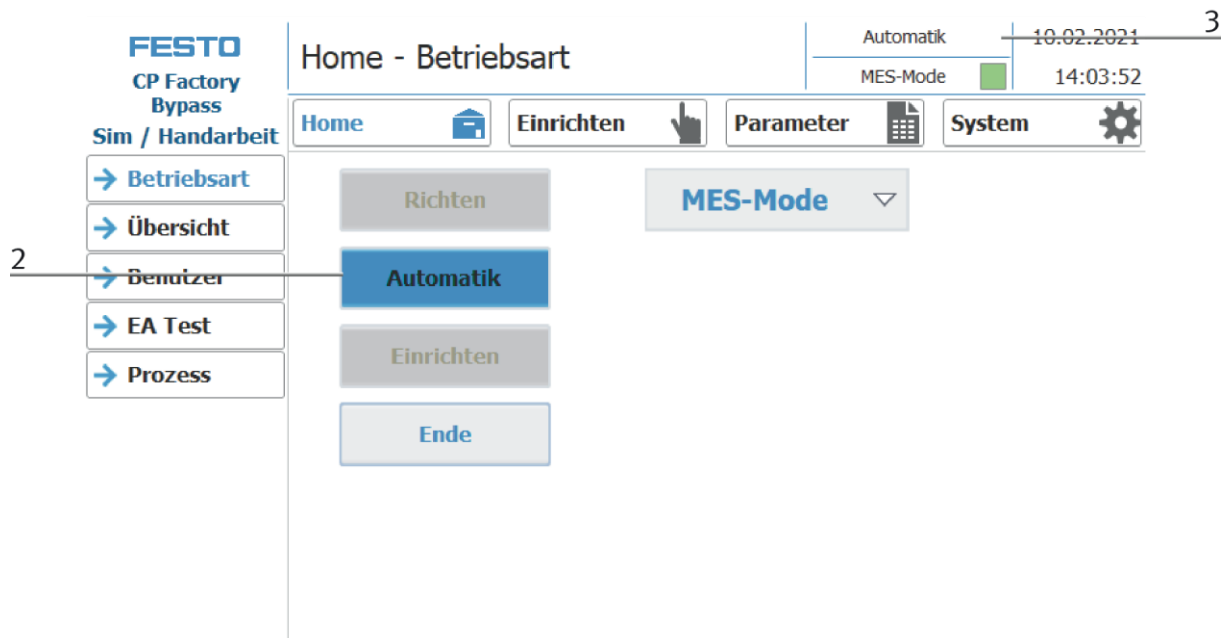 3
FESTO
CP Factory
Bypass
Sim / Handarbeit
Home - Betriebsart
Automatik
10.02.2021
MES-Mode
14:03:52
Home
Einrichten
Parameter
System
Betriebsart
Übersicht
Benutzer
EA Test
Prozess
2
Richten
MES-Mode
Automatik
Einrichten
Ende